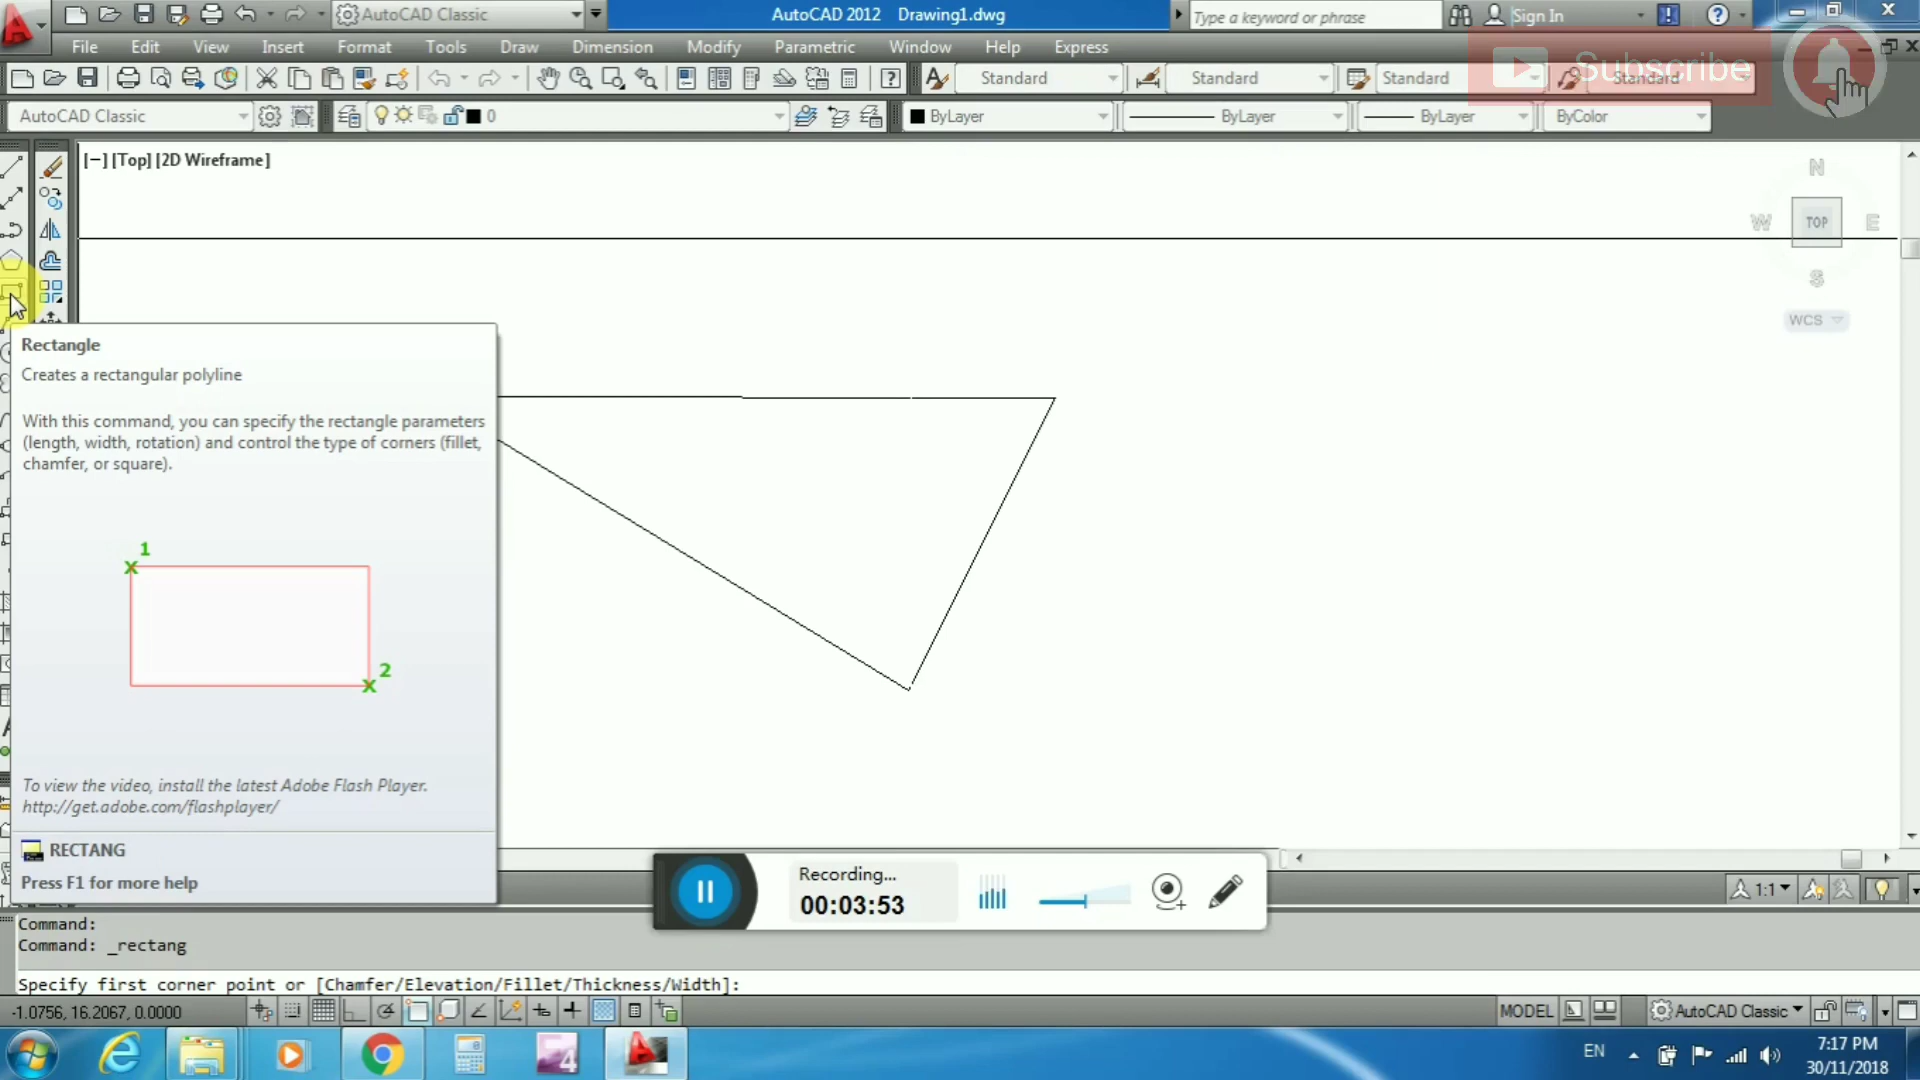 AutoCAD Classic
AutoCAD 2012 Drawing1.dwg
Type a keyword or phrase
Sign In
File Edit View Insert Format Tools Draw Dimension Modify Parametric Window Help Express
Standard Standard Standard Standard
Subscribe
AutoCAD Classic
0
ByLayer
ByLayer
ByLayer
ByColor
[−] [Top] [2D Wireframe]
N
W TOP E
S
WCS
Rectangle
Creates a rectangular polyline
With this command, you can specify the rectangle parameters
(length, width, rotation) and control the type of corners (fillet,
chamfer, or square).
1
2
To view the video, install the latest Adobe Flash Player.
http://get.adobe.com/flashplayer/
RECTANG
Press F1 for more help
Recording...
00:03:53
1:1
Command:
Command: _rectang
Specify first corner point or [Chamfer/Elevation/Fillet/Thickness/Width]:
-1.0756, 16.2067, 0.0000
MODEL
AutoCAD Classic
EN
7:17 PM
30/11/2018